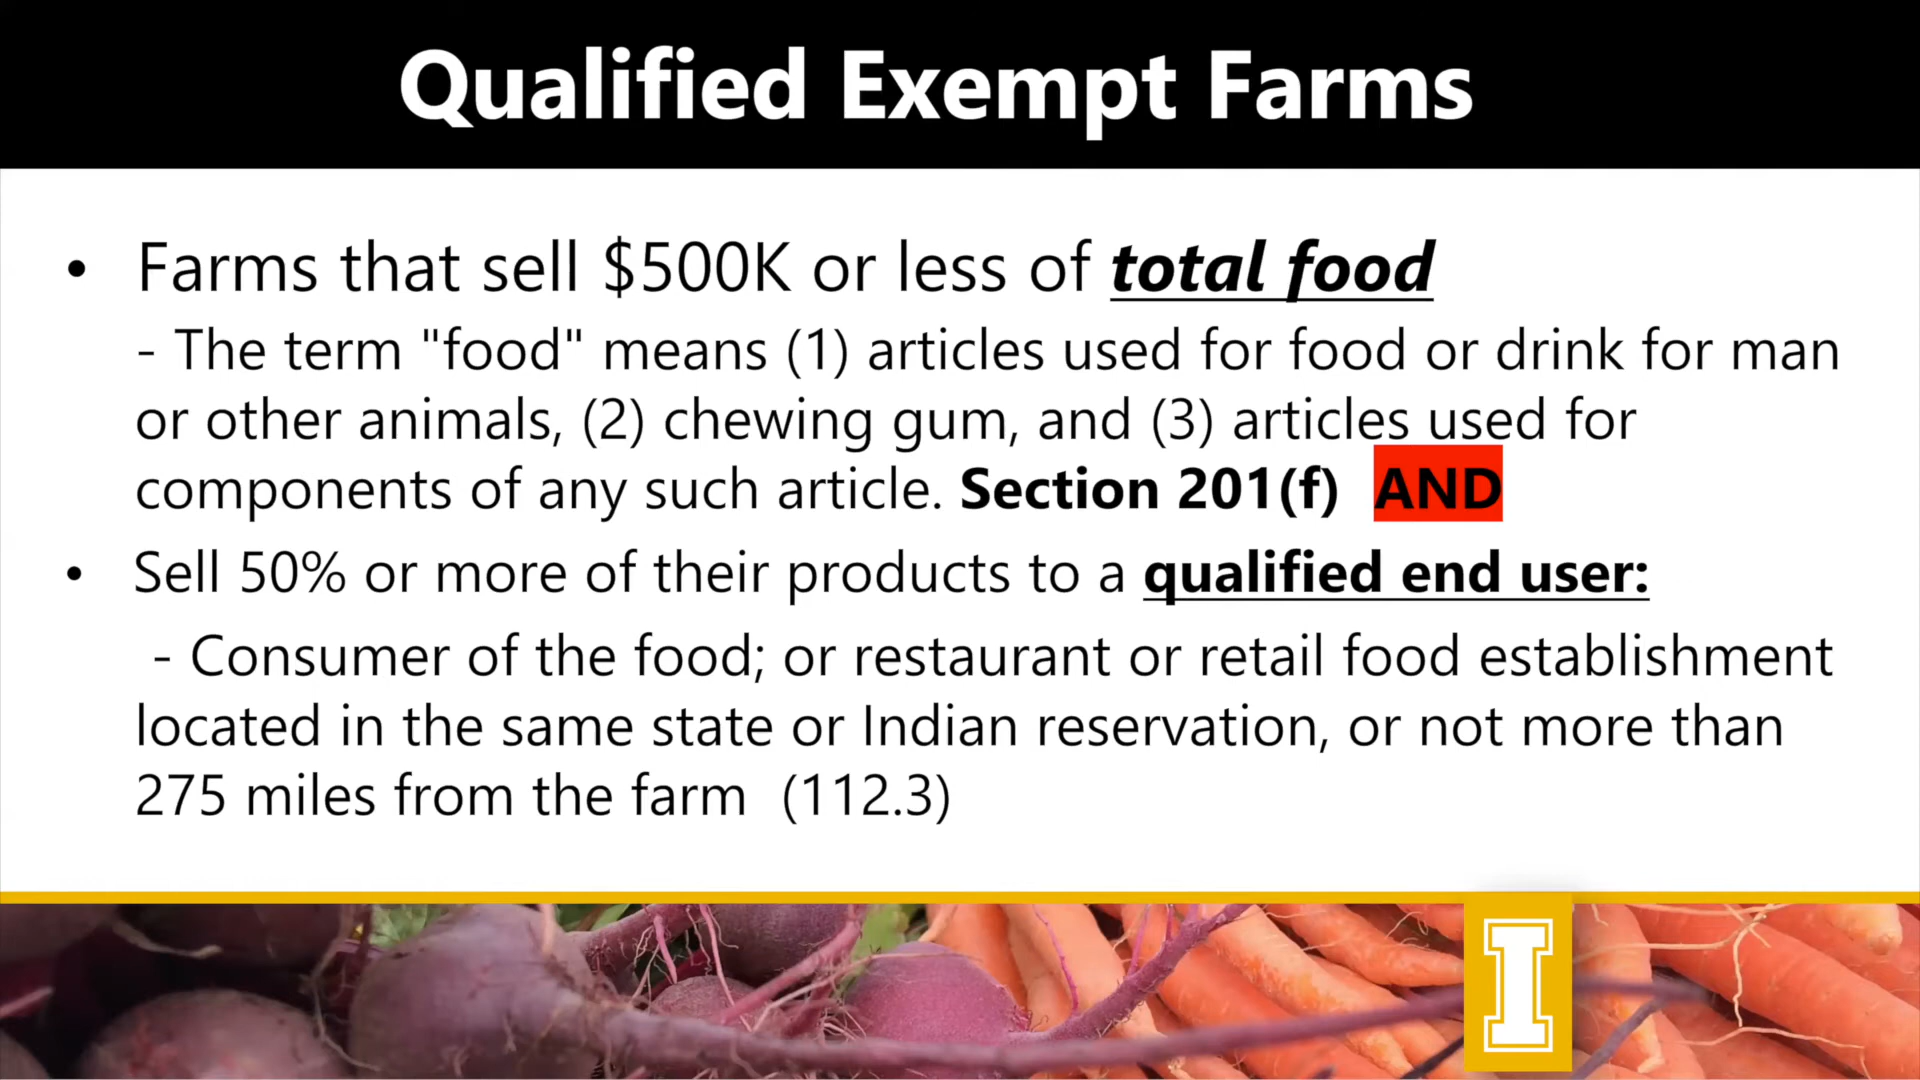 Qualified Exempt Farms
• Farms that sell $500K or less of total food
- The term "food" means (1) articles used for food or drink for man
or other animals, (2) chewing gum, and (3) articles used for
components of any such article. Section 201(f) AND
• Sell 50% or more of their products to a qualified end user:
- Consumer of the food; or restaurant or retail food establishment
located in the same state or Indian reservation, or not more than
275 miles from the farm (112.3)
I